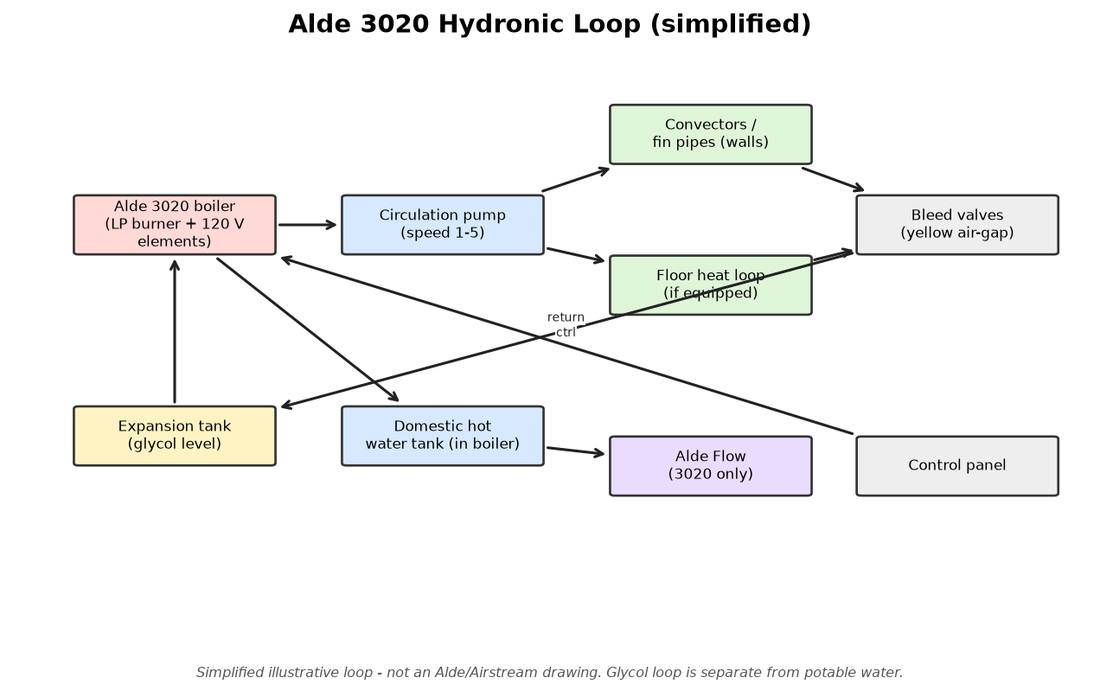 Alde 3020 Hydronic Loop (simplified)
Convectors /
fin pipes (walls)
Alde 3020 boiler
(LP burner + 120 V
elements)
Circulation pump
(speed 1-5)
Bleed valves
(yellow air-gap)
Floor heat loop
(if equipped)
return
ctrl
Expansion tank
(glycol level)
Domestic hot
water tank (in boiler)
Alde Flow
(3020 only)
Control panel
Simplified illustrative loop - not an Alde/Airstream drawing. Glycol loop is separate from potable water.